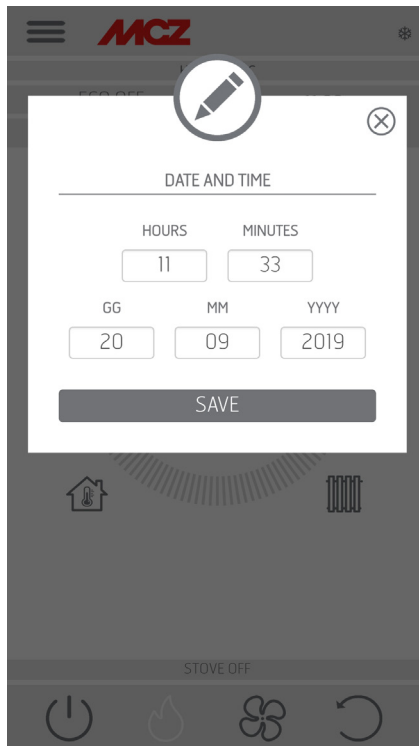 MCZ
DATE AND TIME
HOURS MINUTES
11 33
GG MM YYYY
20 09 2019
SAVE
STOVE OFF